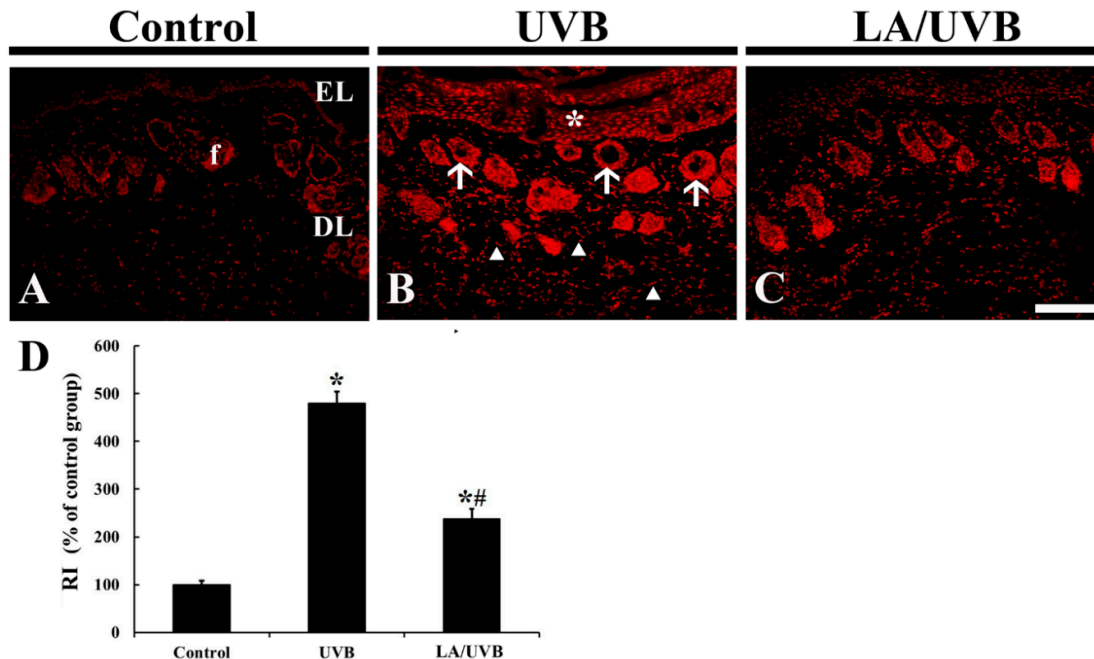 Control UVB LA/UVB
EL
*
f
DL
A B C
D
600
500
400
300
200
100
0
RI (% of control group)
*
*#
Control UVB LA/UVB